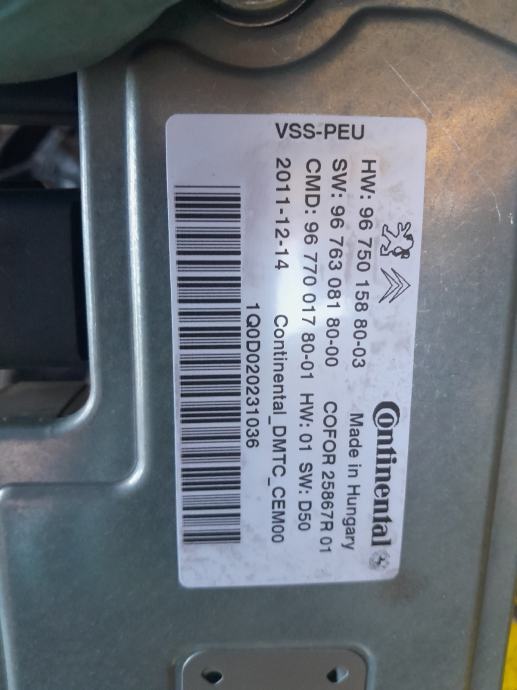 VSS-PEU
Continental
HW: 96 750 158 80-03 Made in Hungary
SW: 96 763 081 80-00 COFOR 25867R 01
CMD: 96 770 017 80-01 HW: 01 SW: D50
2011-12-14 Continental_DMTC_CEM00
1Q0D020231036